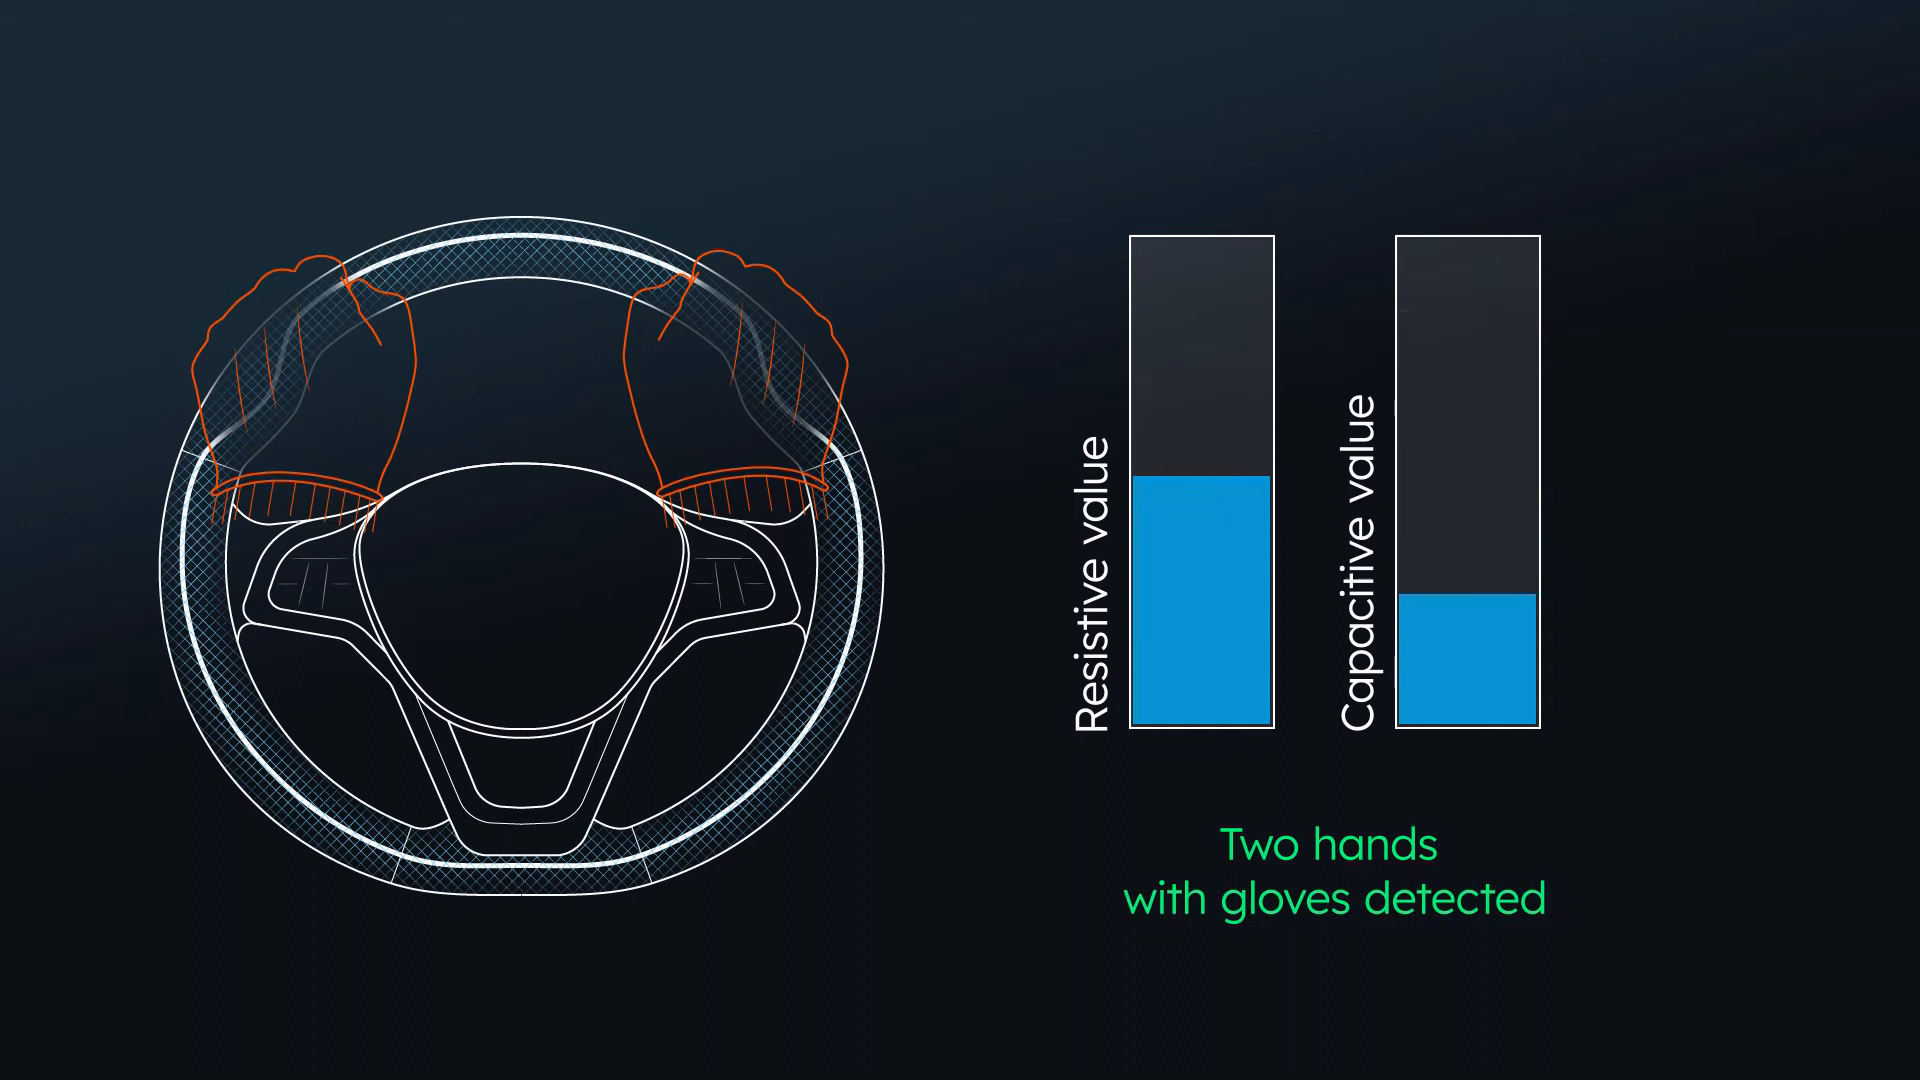 Resistive value
Capacitive value
Two hands
with gloves detected